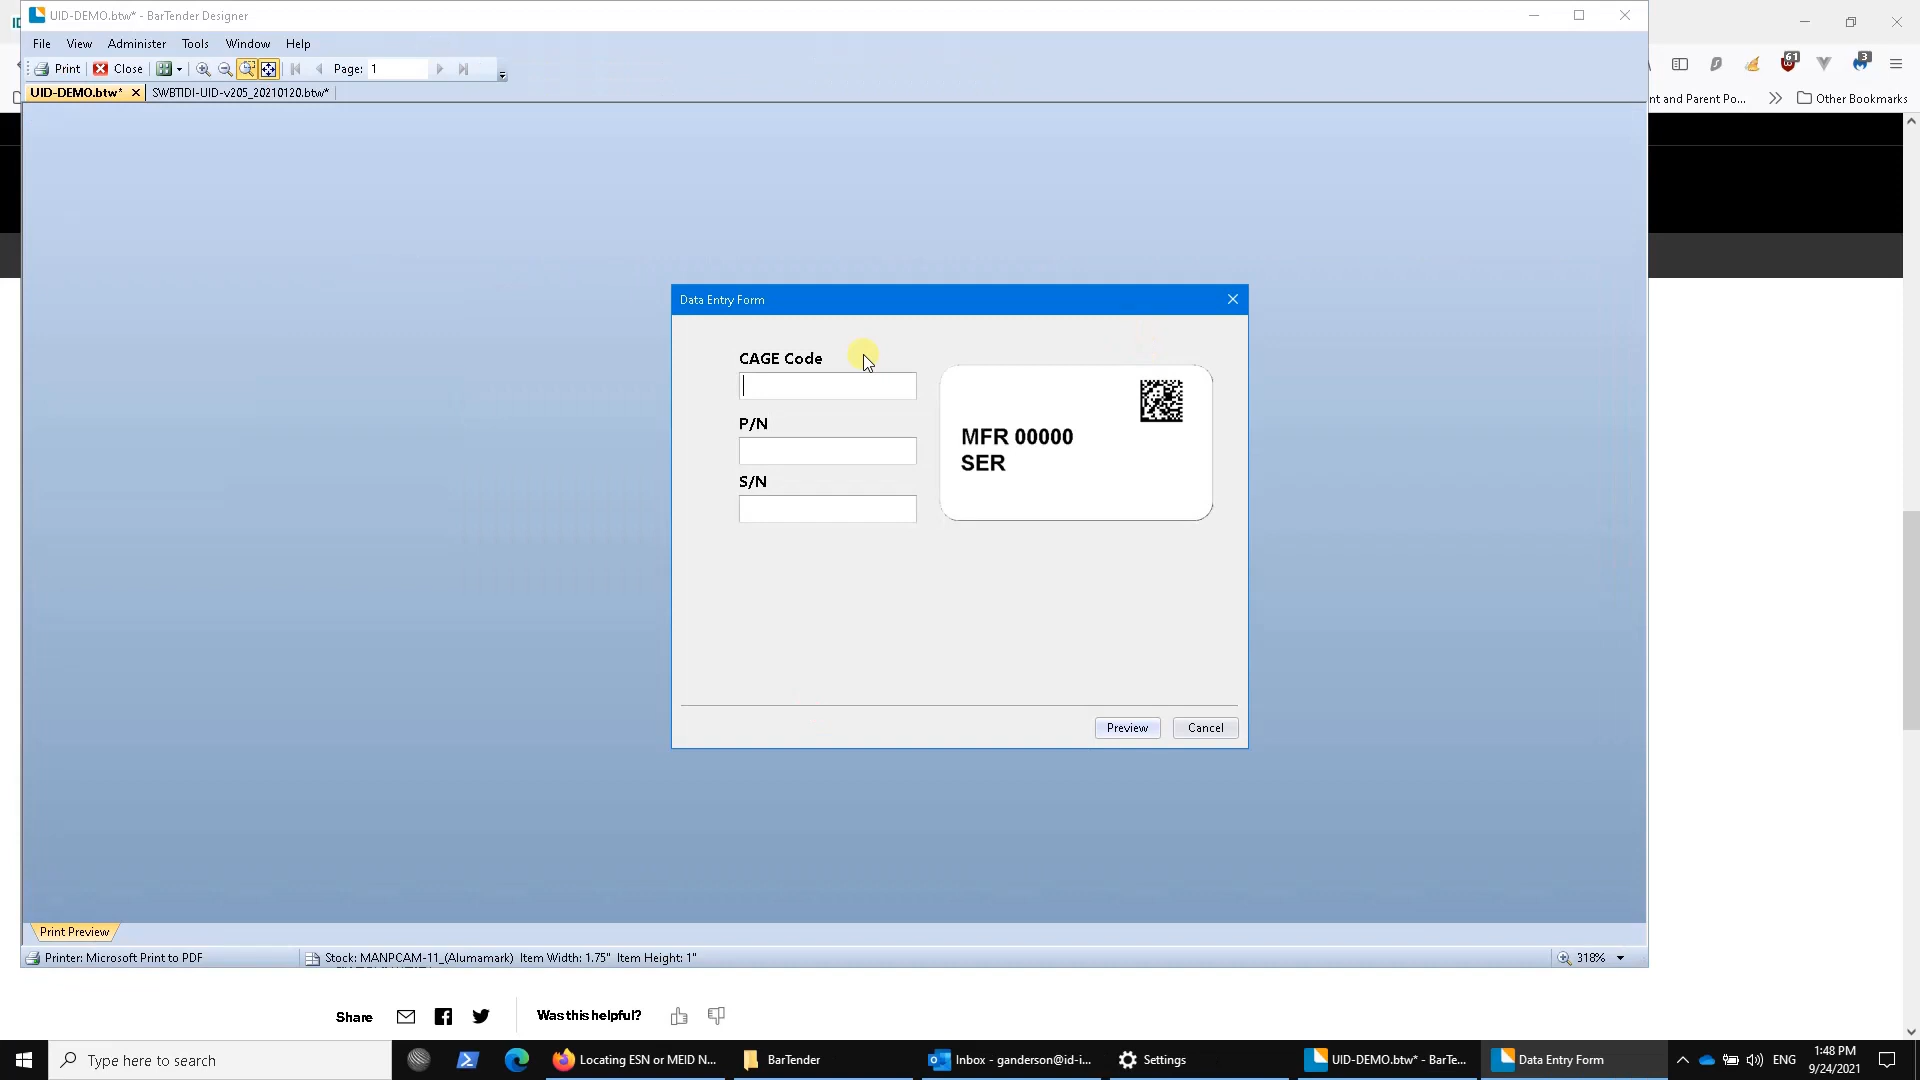 UID-DEMO.btw* - BarTender Designer
File View Administer Tools Window Help
Print Close Page: 1
UID-DEMO.btw* SWBTIDI-UID-v205_20210120.btw*
61
3
nt and Parent Po... Other Bookmarks
Data Entry Form
CAGE Code
P/N
S/N
MFR 00000
SER
Preview Cancel
Print Preview
Printer: Microsoft Print to PDF Stock: MANPCAM-11_(Alumamark) Item Width: 1.75" Item Height: 1" 318%
Share Was this helpful?
Type here to search Locating ESN or MEID N... BarTender Inbox - ganderson@id-i... Settings UID-DEMO.btw* - BarTe... Data Entry Form ENG 1:48 PM
9/24/2021